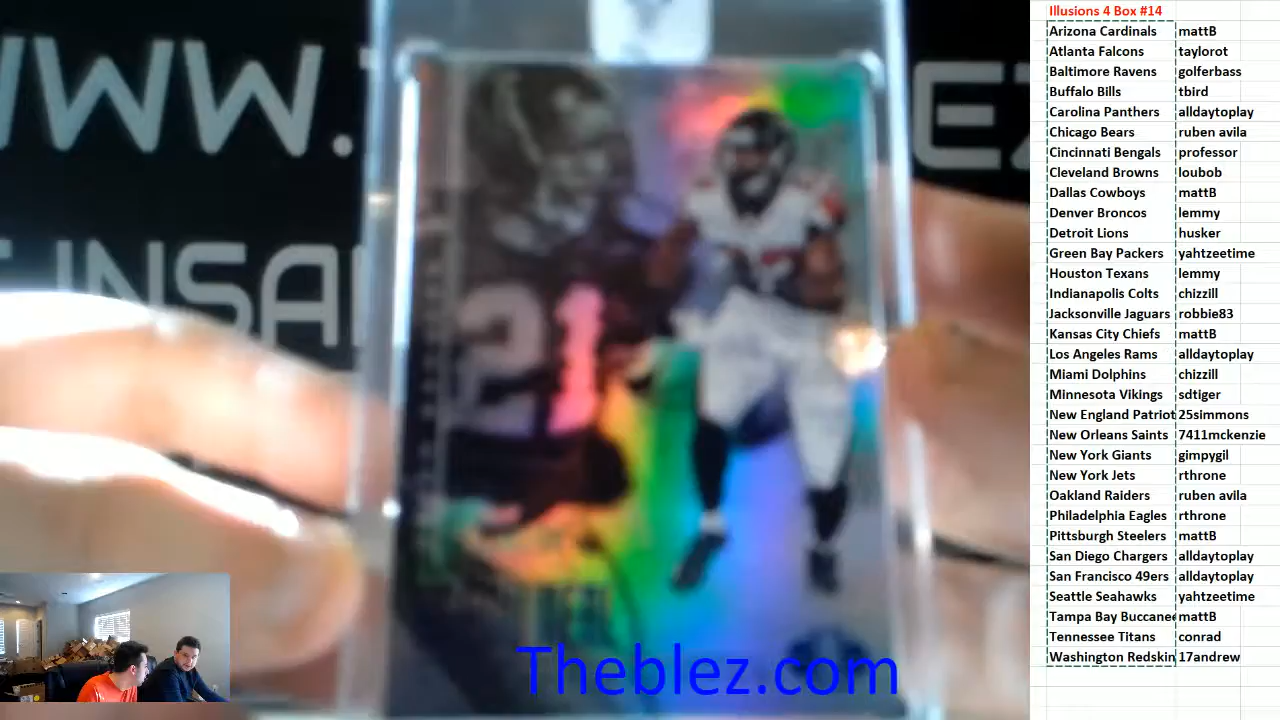 WWW.
EZ
INSA
21
Theblez.com
Illusions 4 Box #14
Arizona Cardinals mattB
Atlanta Falcons taylorot
Baltimore Ravens golferbass
Buffalo Bills tbird
Carolina Panthers alldaytoplay
Chicago Bears ruben avila
Cincinnati Bengals professor
Cleveland Browns loubob
Dallas Cowboys mattB
Denver Broncos lemmy
Detroit Lions husker
Green Bay Packers yahtzeetime
Houston Texans lemmy
Indianapolis Colts chizzill
Jacksonville Jaguars robbie83
Kansas City Chiefs mattB
Los Angeles Rams alldaytoplay
Miami Dolphins chizzill
Minnesota Vikings sdtiger
New England Patriot 25simmons
New Orleans Saints 7411mckenzie
New York Giants gimpygil
New York Jets rthrone
Oakland Raiders ruben avila
Philadelphia Eagles rthrone
Pittsburgh Steelers mattB
San Diego Chargers alldaytoplay
San Francisco 49ers alldaytoplay
Seattle Seahawks yahtzeetime
Tampa Bay Buccanee mattB
Tennessee Titans conrad
Washington Redskin 17andrew